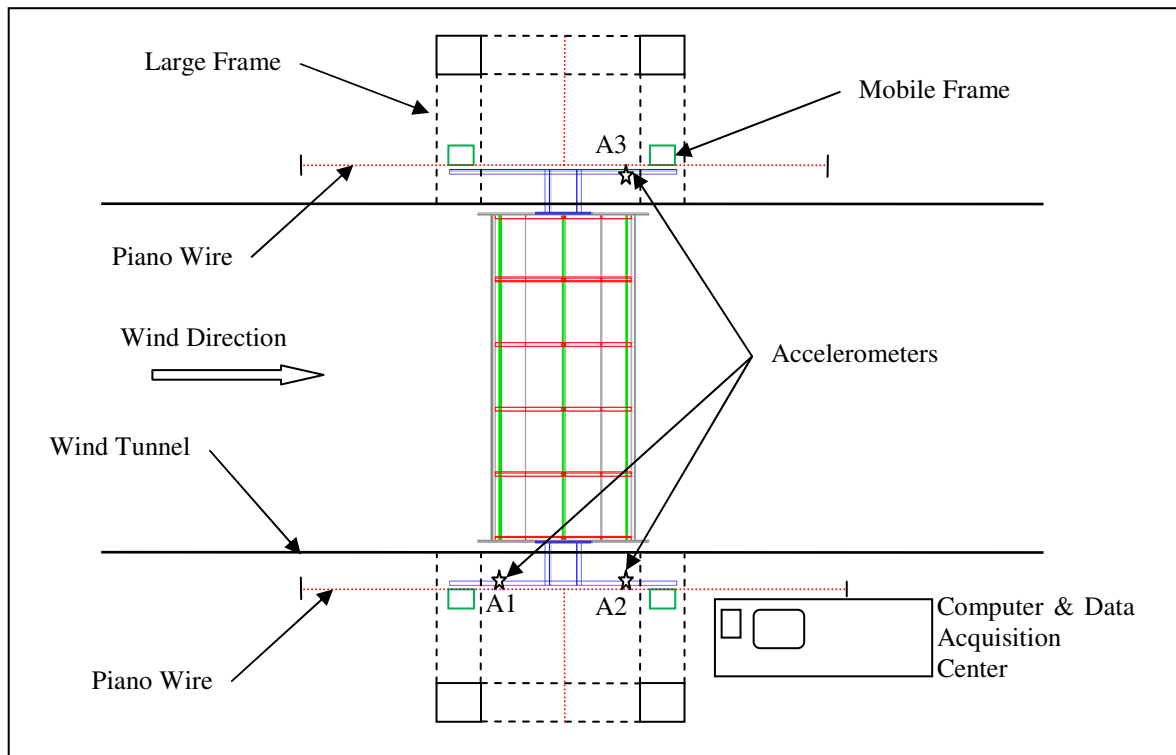 Large Frame
Mobile Frame
A3
Piano Wire
Wind Direction
Accelerometers
Wind Tunnel
A1
A2
Computer & Data
Acquisition
Center
Piano Wire